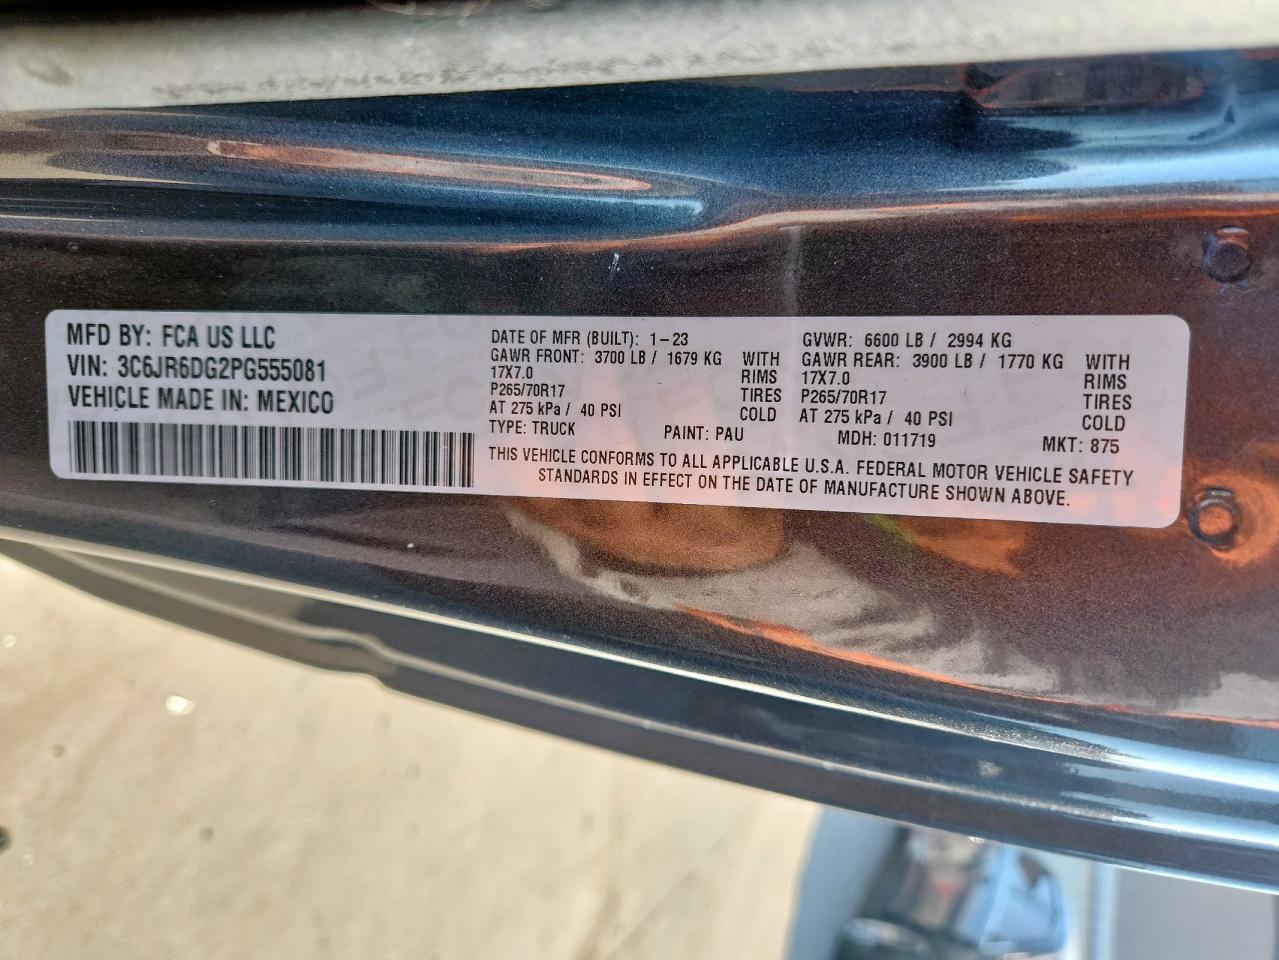 MFD BY: FCA US LLC
VIN: 3C6JR6DG2PG555081
VEHICLE MADE IN: MEXICO
DATE OF MFR (BUILT): 1-23
GAWR FRONT: 3700 LB / 1679 KG WITH
17X7.0 RIMS
P265/70R17 TIRES
AT 275 kPa / 40 PSI COLD
TYPE: TRUCK PAINT: PAU
GVWR: 6600 LB / 2994 KG
GAWR REAR: 3900 LB / 1770 KG WITH
17X7.0 RIMS
P265/70R17 TIRES
AT 275 kPa / 40 PSI COLD
MDH: 011719 MKT: 875
THIS VEHICLE CONFORMS TO ALL APPLICABLE U.S.A. FEDERAL MOTOR VEHICLE SAFETY
STANDARDS IN EFFECT ON THE DATE OF MANUFACTURE SHOWN ABOVE.